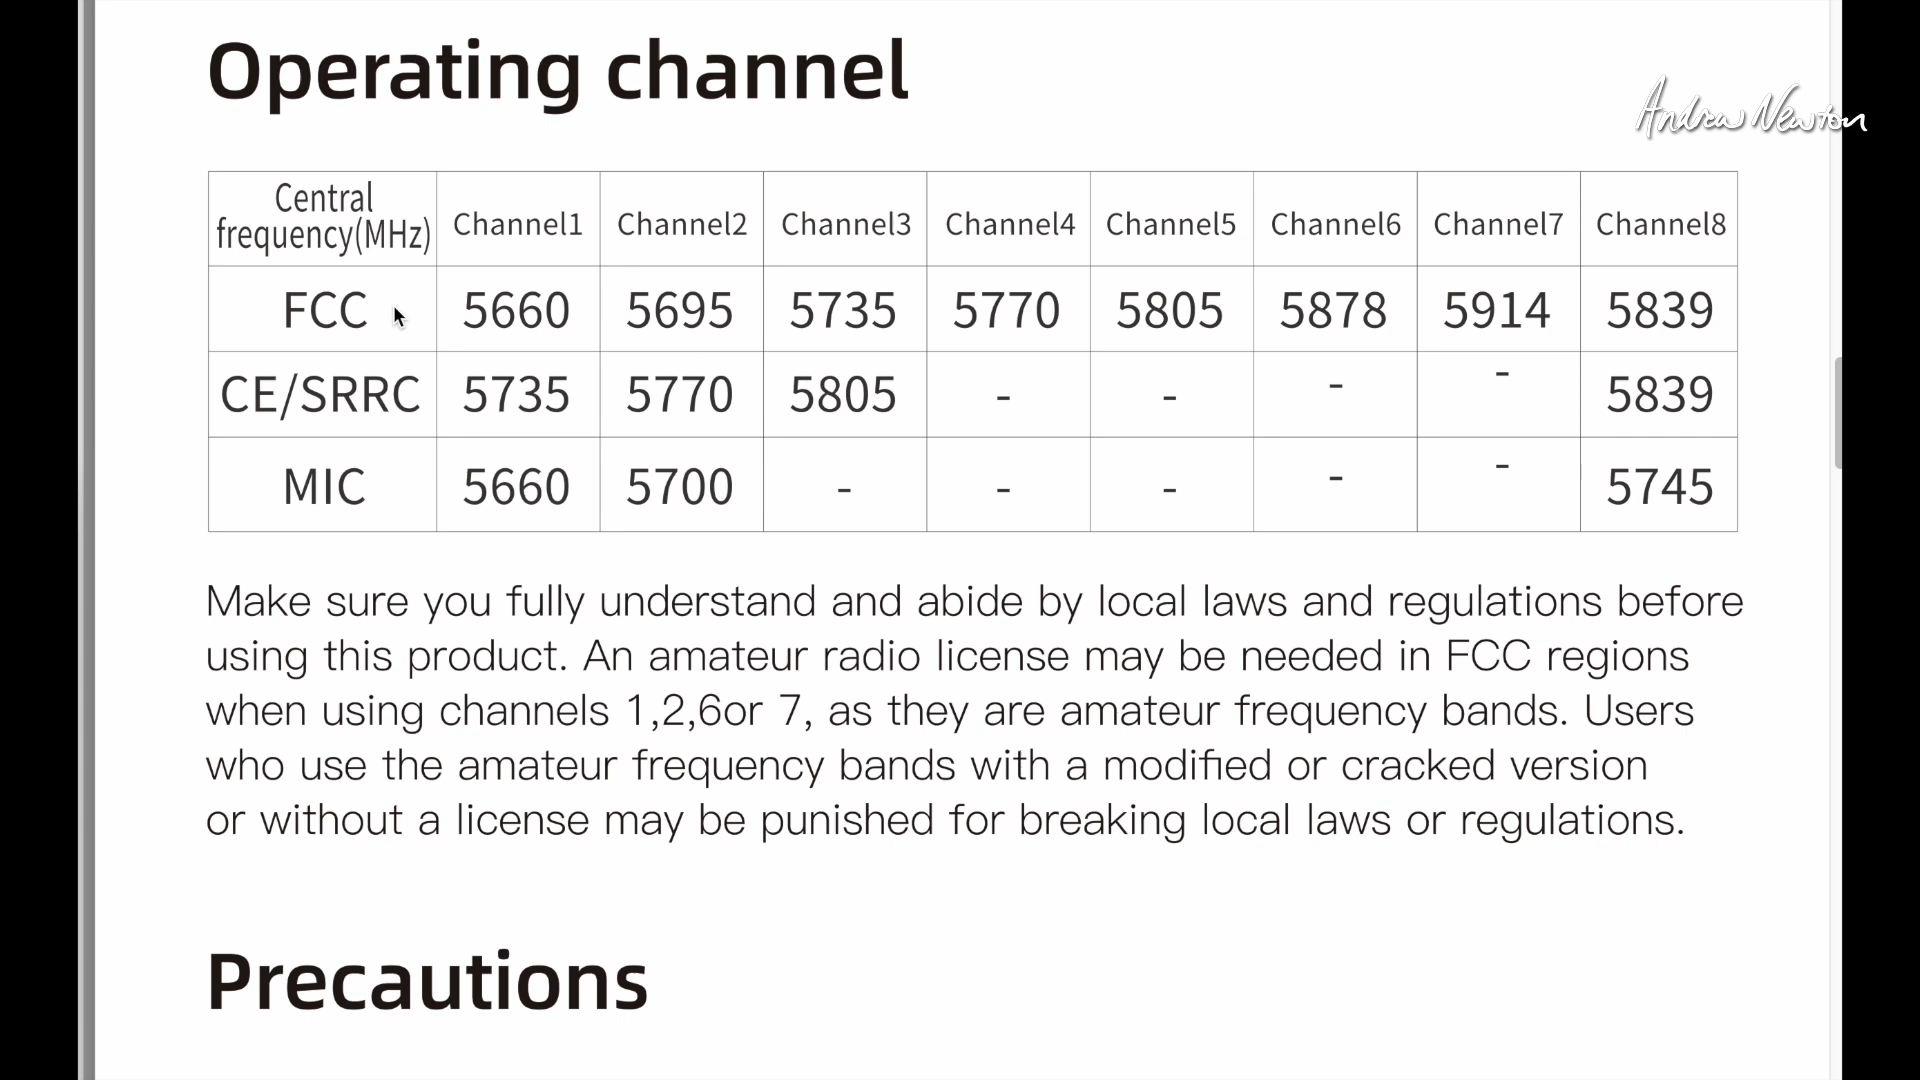 Operating channel
Andrew Newton
Central frequency(MHz) Channel1 Channel2 Channel3 Channel4 Channel5 Channel6 Channel7 Channel8
FCC 5660 5695 5735 5770 5805 5878 5914 5839
CE/SRRC 5735 5770 5805 - - - - 5839
MIC 5660 5700 - - - - - 5745
Make sure you fully understand and abide by local laws and regulations before
using this product. An amateur radio license may be needed in FCC regions
when using channels 1,2,6or 7, as they are amateur frequency bands. Users
who use the amateur frequency bands with a modified or cracked version
or without a license may be punished for breaking local laws or regulations.
Precautions